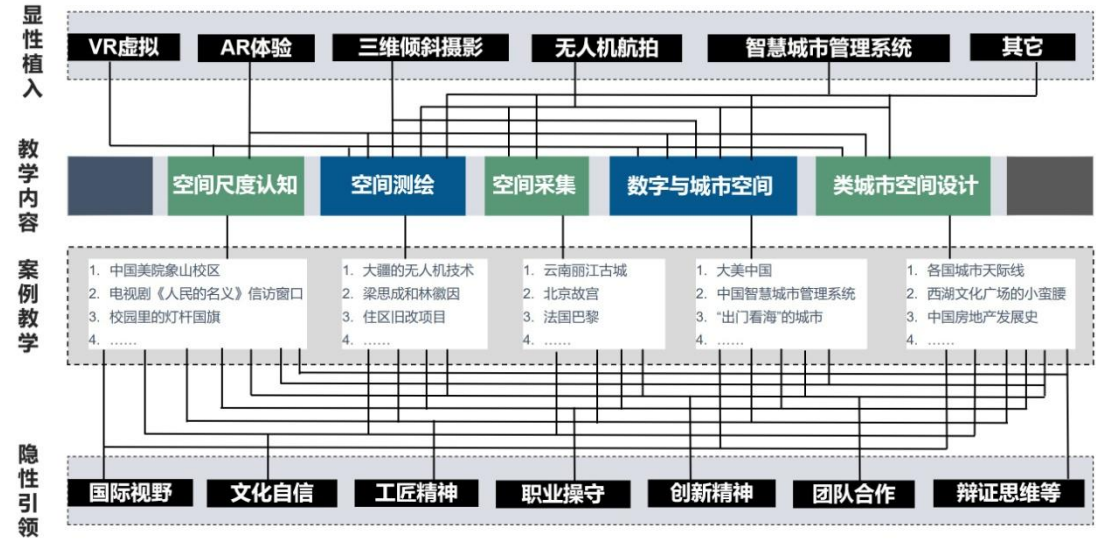 显性植入
VR虚拟
AR体验
三维倾斜摄影
无人机航拍
智慧城市管理系统
其它
教学内容
空间尺度认知
空间测绘
空间采集
数字与城市空间
类城市空间设计
案例教学
1. 中国美院象山校区
2. 电视剧《人民的名义》信访窗口
3. 校园里的灯杆国旗
4. ……
1. 大疆的无人机技术
2. 梁思成和林徽因
3. 住区旧改项目
4. ……
1. 云南丽江古城
2. 北京故宫
3. 法国巴黎
4. ……
1. 大美中国
2. 中国智慧城市管理系统
3. “出门看海”的城市
4. ……
1. 各国城市天际线
2. 西湖文化广场的小蛮腰
3. 中国房地产发展史
4. ……
隐性引领
国际视野
文化自信
工匠精神
职业操守
创新精神
团队合作
辩证思维等